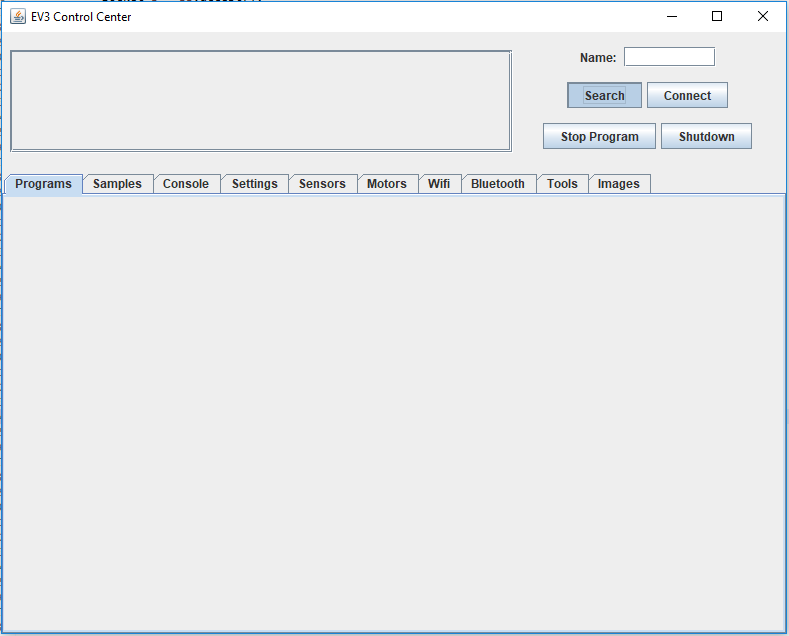 EV3 Control Center
Name:
Search Connect
Stop Program Shutdown
Programs Samples Console Settings Sensors Motors Wifi Bluetooth Tools Images